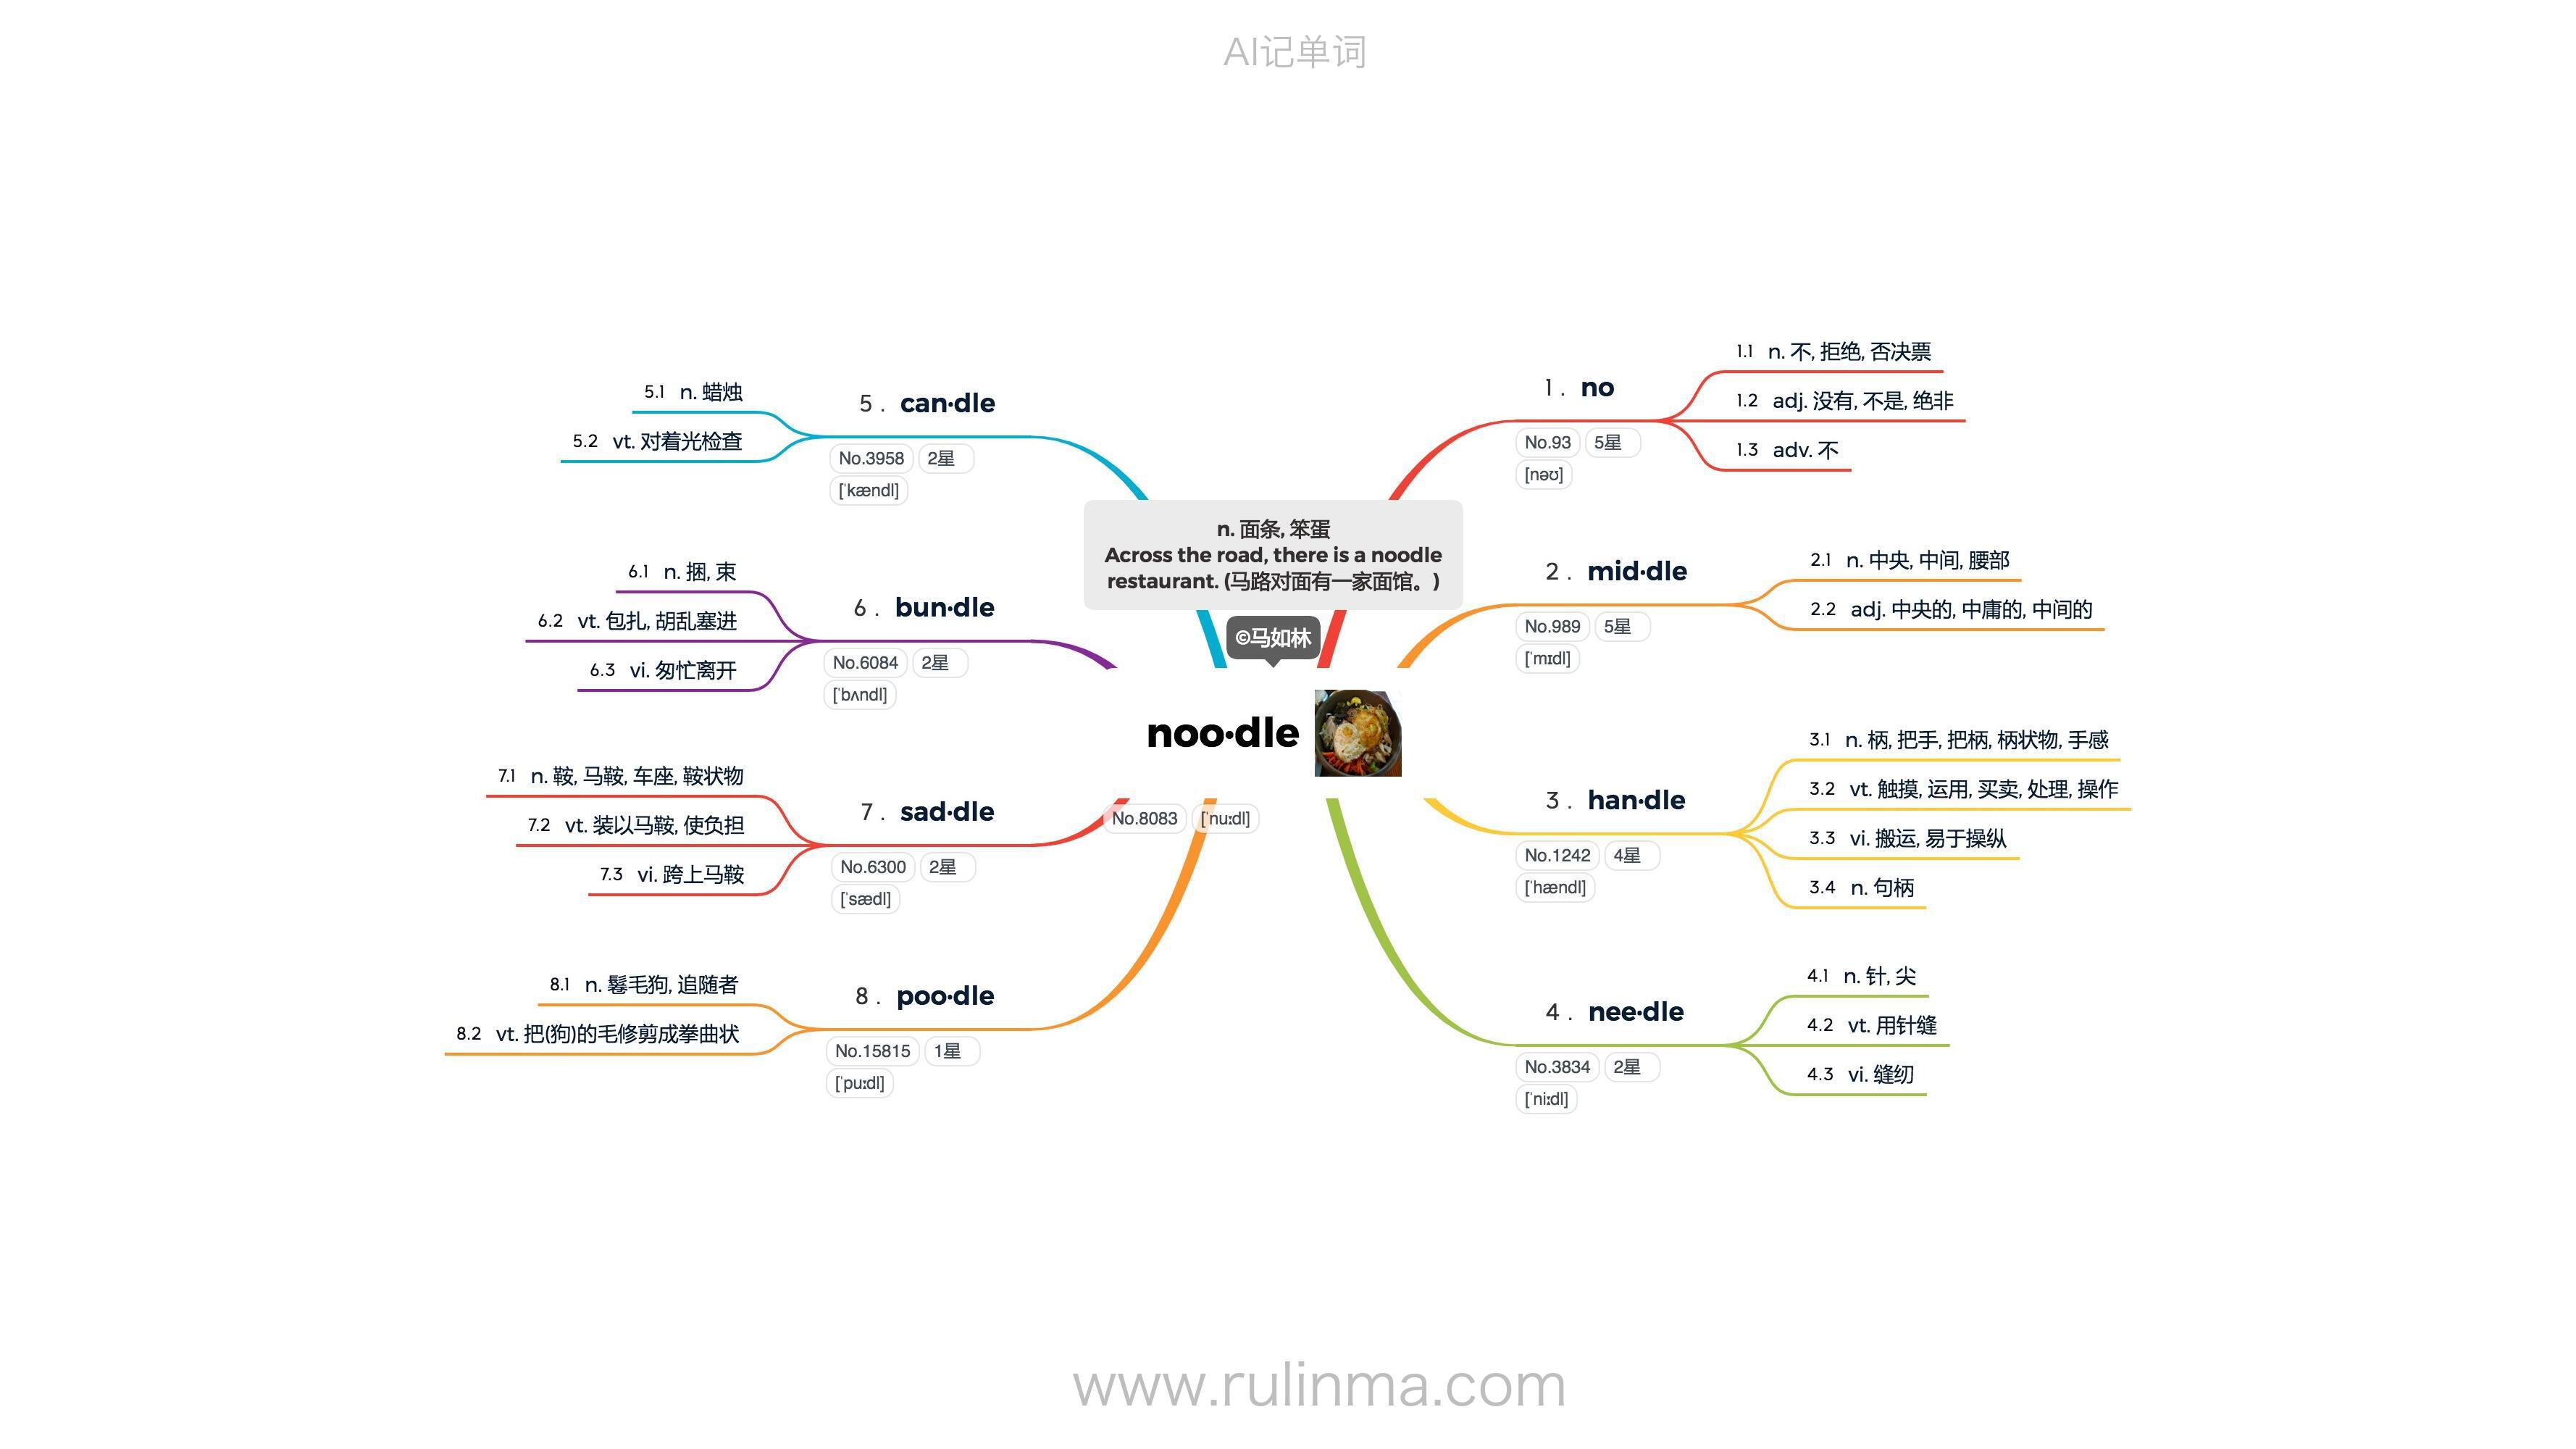 AI记单词
n. 面条, 笨蛋
Across the road, there is a noodle
restaurant. (马路对面有一家面馆。)
©马如林
noo·dle
No.8083 [ˈnuːdl]
1 . no
No.93 5星
[nəʊ]
1.1 n. 不, 拒绝, 否决票
1.2 adj. 没有, 不是, 绝非
1.3 adv. 不
2 . mid·dle
No.989 5星
[ˈmɪdl]
2.1 n. 中央, 中间, 腰部
2.2 adj. 中央的, 中庸的, 中间的
3 . han·dle
No.1242 4星
[ˈhændl]
3.1 n. 柄, 把手, 把柄, 柄状物, 手感
3.2 vt. 触摸, 运用, 买卖, 处理, 操作
3.3 vi. 搬运, 易于操纵
3.4 n. 句柄
4 . nee·dle
No.3834 2星
[ˈniːdl]
4.1 n. 针, 尖
4.2 vt. 用针缝
4.3 vi. 缝纫
5 . can·dle
No.3958 2星
[ˈkændl]
5.1 n. 蜡烛
5.2 vt. 对着光检查
6 . bun·dle
No.6084 2星
[ˈbʌndl]
6.1 n. 捆, 束
6.2 vt. 包扎, 胡乱塞进
6.3 vi. 匆忙离开
7 . sad·dle
No.6300 2星
[ˈsædl]
7.1 n. 鞍, 马鞍, 车座, 鞍状物
7.2 vt. 装以马鞍, 使负担
7.3 vi. 跨上马鞍
8 . poo·dle
No.15815 1星
[ˈpuːdl]
8.1 n. 鬈毛狗, 追随者
8.2 vt. 把(狗)的毛修剪成拳曲状
www.rulinma.com